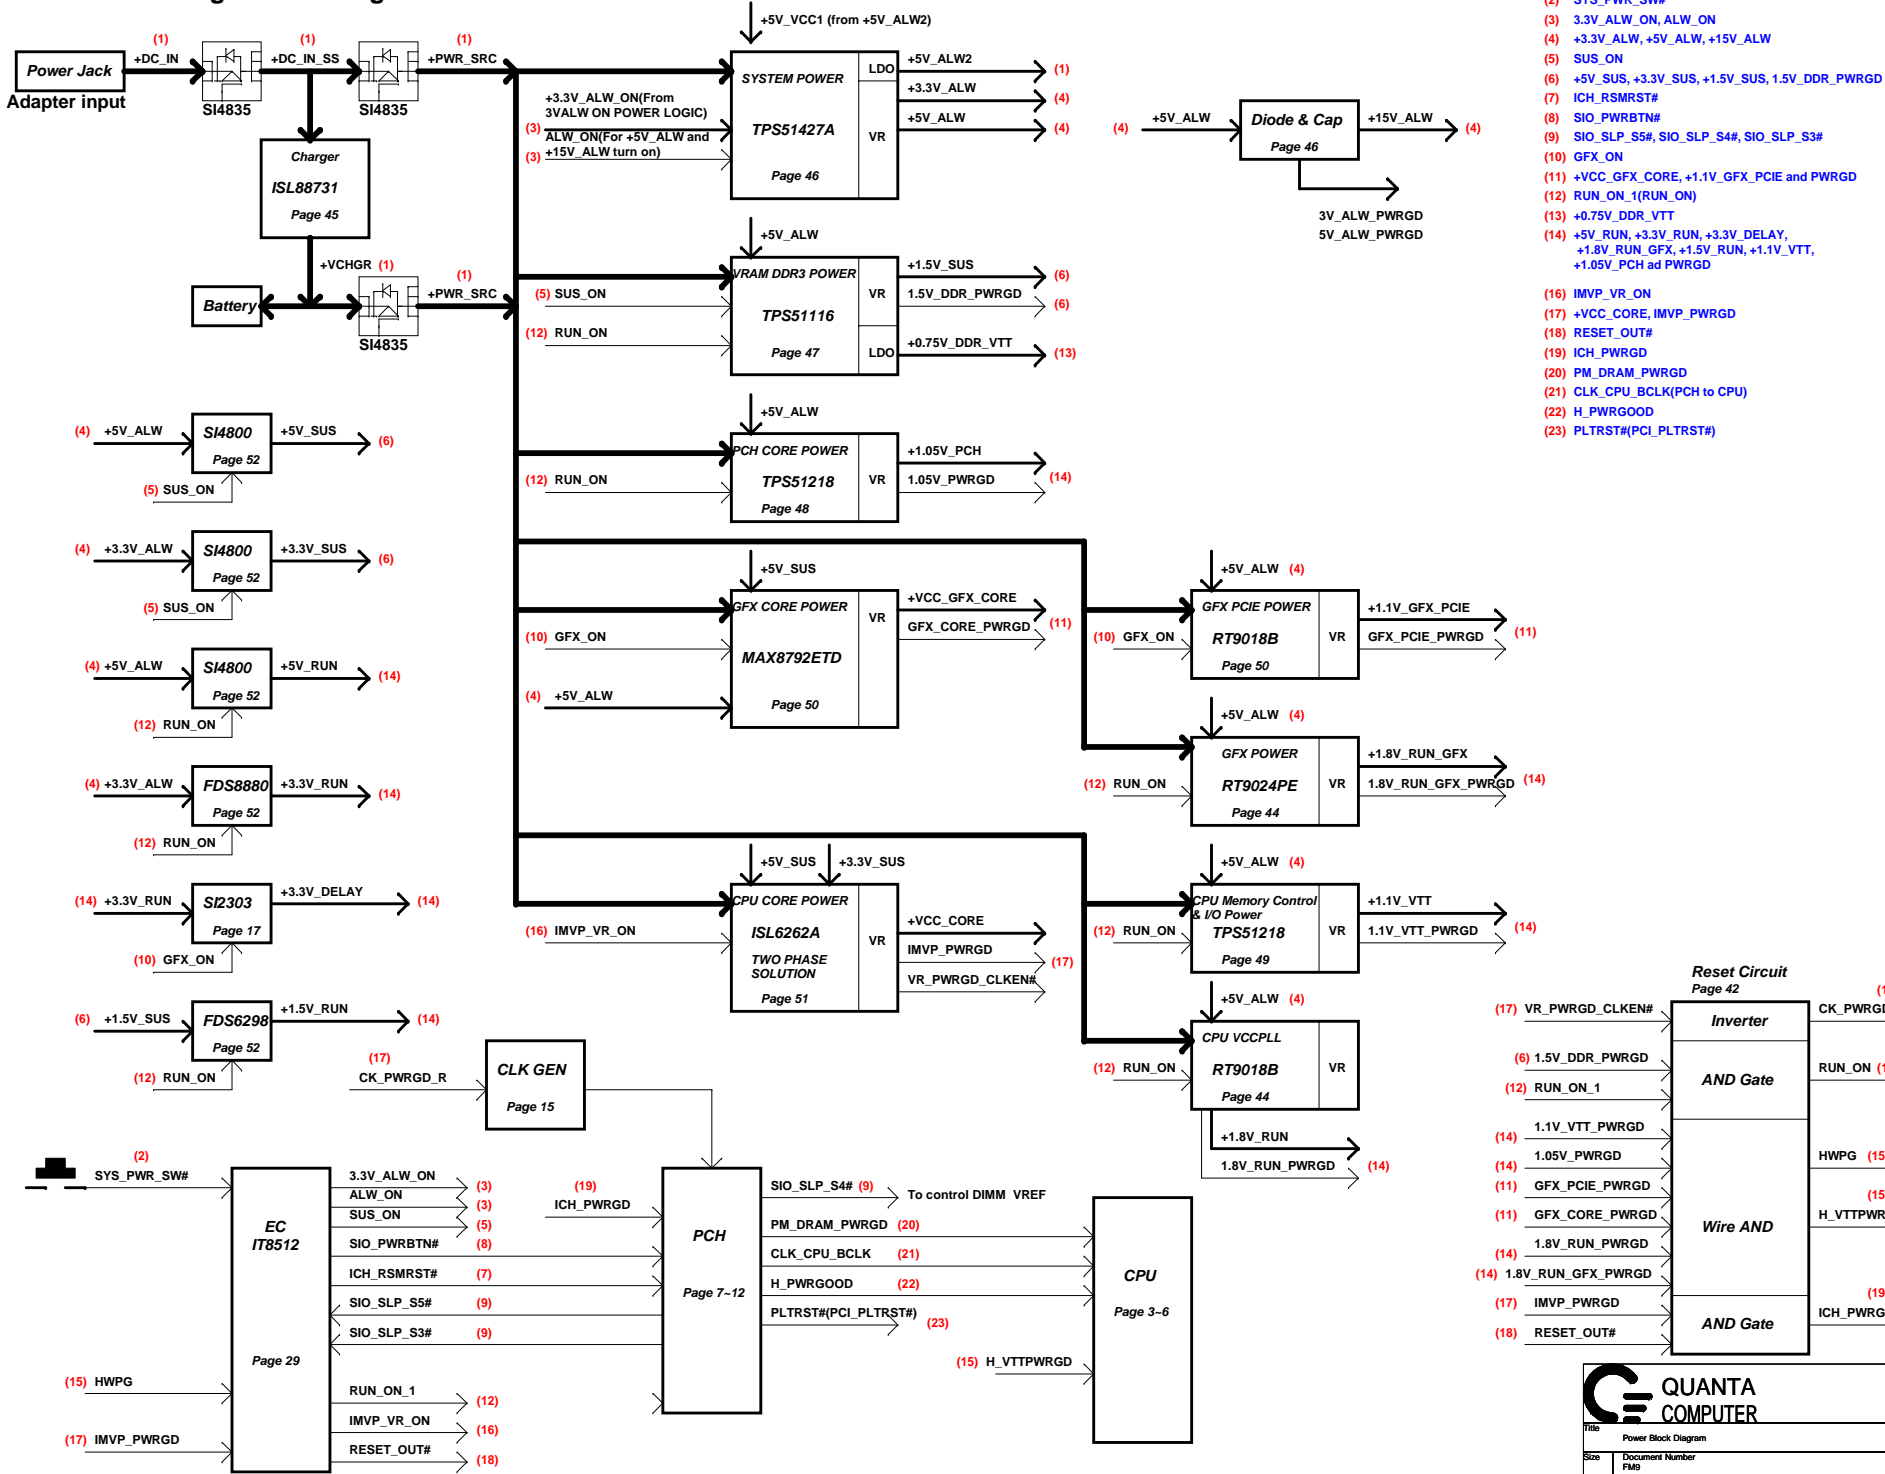 +5V_VCC1 (from +5V_ALW2)
(1) (1) (1)
Power Jack +DC_IN +DC_IN_SS +PWR_SRC
Adapter input
SI4835 SI4835
SYSTEM POWER
TPS51427A
Page 46
LDO
VR
+3.3V_ALW_ON(From
3VALW ON POWER LOGIC)
(3)
ALW_ON(For +5V_ALW and
(3) +15V_ALW turn on)
+5V_ALW2 (1)
+3.3V_ALW (4)
+5V_ALW (4)
(4) +5V_ALW
Diode & Cap
Page 46
+15V_ALW (4)
3V_ALW_PWRGD
5V_ALW_PWRGD
Charger
ISL88731
Page 45
+VCHGR (1)
Battery
SI4835
(1)
+PWR_SRC
+5V_ALW
VRAM DDR3 POWER
TPS51116
Page 47
VR
LDO
(5) SUS_ON
(12) RUN_ON
+1.5V_SUS (6)
1.5V_DDR_PWRGD (6)
+0.75V_DDR_VTT (13)
+5V_ALW
PCH CORE POWER
TPS51218
Page 48
VR
(12) RUN_ON
+1.05V_PCH
1.05V_PWRGD
(14)
+5V_SUS
GFX CORE POWER
MAX8792ETD
Page 50
VR
(10) GFX_ON
(4) +5V_ALW
+VCC_GFX_CORE
GFX_CORE_PWRGD
(11)
+5V_ALW (4)
GFX PCIE POWER
RT9018B
Page 50
VR
(10) GFX_ON
+1.1V_GFX_PCIE
GFX_PCIE_PWRGD
(11)
+5V_ALW (4)
GFX POWER
RT9024PE
Page 44
VR
(12) RUN_ON
+1.8V_RUN_GFX
1.8V_RUN_GFX_PWRGD (14)
+5V_SUS +3.3V_SUS
CPU CORE POWER
ISL6262A
TWO PHASE
SOLUTION
Page 51
VR
(16) IMVP_VR_ON
+VCC_CORE
IMVP_PWRGD
(17)
VR_PWRGD_CLKEN#
+5V_ALW (4)
CPU Memory Control
& I/O Power
TPS51218
Page 49
VR
(12) RUN_ON
+1.1V_VTT
1.1V_VTT_PWRGD
(14)
+5V_ALW (4)
CPU VCCPLL
RT9018B
Page 44
VR
(12) RUN_ON
+1.8V_RUN
1.8V_RUN_PWRGD (14)
(4) +5V_ALW SI4800 +5V_SUS (6)
Page 52
(5) SUS_ON
(4) +3.3V_ALW SI4800 +3.3V_SUS (6)
Page 52
(5) SUS_ON
(4) +5V_ALW SI4800 +5V_RUN (14)
Page 52
(12) RUN_ON
(4) +3.3V_ALW FDS8880 +3.3V_RUN (14)
Page 52
(12) RUN_ON
(14) +3.3V_RUN SI2303 +3.3V_DELAY (14)
Page 17
(10) GFX_ON
(6) +1.5V_SUS FDS6298 +1.5V_RUN (14)
Page 52
(12) RUN_ON
(17)
CK_PWRGD_R
CLK GEN
Page 15
(2)
SYS_PWR_SW#
EC
IT8512
Page 29
3.3V_ALW_ON (3)
ALW_ON (3)
SUS_ON (5)
SIO_PWRBTN# (8)
ICH_RSMRST# (7)
SIO_SLP_S5# (9)
SIO_SLP_S3# (9)
(15) HWPG
(17) IMVP_PWRGD
RUN_ON_1 (12)
IMVP_VR_ON (16)
RESET_OUT# (18)
(19)
ICH_PWRGD
PCH
Page 7~12
SIO_SLP_S4# (9) To control DIMM VREF
PM_DRAM_PWRGD (20)
CLK_CPU_BCLK (21)
H_PWRGOOD (22)
PLTRST#(PCI_PLTRST#) (23)
(15) H_VTTPWRGD
CPU
Page 3~6
(3) 3.3V_ALW_ON, ALW_ON
(4) +3.3V_ALW, +5V_ALW, +15V_ALW
(5) SUS_ON
(6) +5V_SUS, +3.3V_SUS, +1.5V_SUS, 1.5V_DDR_PWRGD
(7) ICH_RSMRST#
(8) SIO_PWRBTN#
(9) SIO_SLP_S5#, SIO_SLP_S4#, SIO_SLP_S3#
(10) GFX_ON
(11) +VCC_GFX_CORE, +1.1V_GFX_PCIE and PWRGD
(12) RUN_ON_1(RUN_ON)
(13) +0.75V_DDR_VTT
(14) +5V_RUN, +3.3V_RUN, +3.3V_DELAY,
+1.8V_RUN_GFX, +1.5V_RUN, +1.1V_VTT,
+1.05V_PCH ad PWRGD
(16) IMVP_VR_ON
(17) +VCC_CORE, IMVP_PWRGD
(18) RESET_OUT#
(19) ICH_PWRGD
(20) PM_DRAM_PWRGD
(21) CLK_CPU_BCLK(PCH to CPU)
(22) H_PWRGOOD
(23) PLTRST#(PCI_PLTRST#)
Reset Circuit
Page 42
(17) VR_PWRGD_CLKEN# Inverter
(6) 1.5V_DDR_PWRGD
AND Gate RUN_ON
(12) RUN_ON_1
(14) 1.1V_VTT_PWRGD
(14) 1.05V_PWRGD HWPG (15
(11) GFX_PCIE_PWRGD
(11) GFX_CORE_PWRGD Wire AND
(14) 1.8V_RUN_PWRGD
(14) 1.8V_RUN_GFX_PWRGD
(17) IMVP_PWRGD
AND Gate
(18) RESET_OUT#
QUANTA
COMPUTER
Title
Power Block Diagram
Size Document Number
FM9